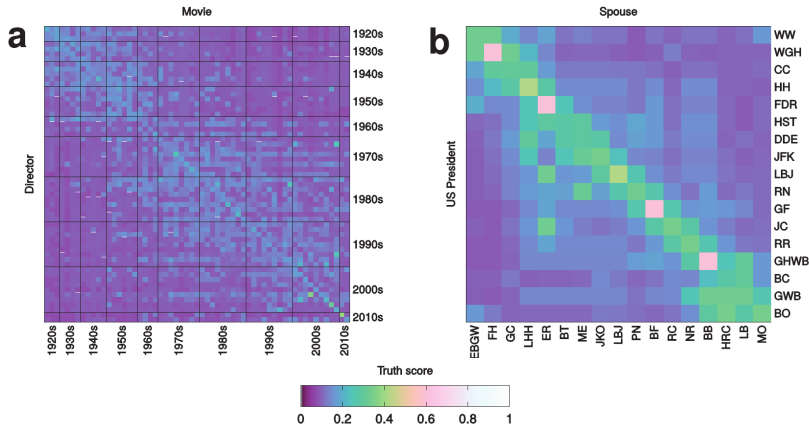 Movie
a
Director
1920s
1930s
1940s
1950s
1960s
1970s
1980s
1990s
2000s
2010s
1920s
1930s
1940s
1950s
1960s
1970s
1980s
1990s
2000s
2010s
Spouse
b
US President
WW
WGH
CC
HH
FDR
HST
DDE
JFK
LBJ
RN
GF
JC
RR
GHWB
BC
GWB
BO
EBGW
FH
GC
LHH
ER
BT
ME
JKO
LBJ
PN
BF
RC
NR
BB
HRC
LB
MO
Truth score
0 0.2 0.4 0.6 0.8 1